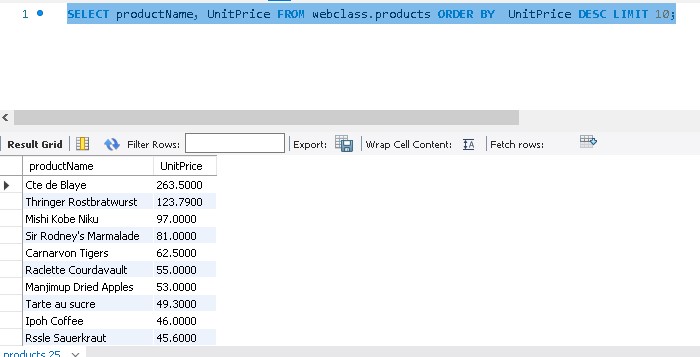 1 SELECT productName, UnitPrice FROM webclass.products ORDER BY UnitPrice DESC LIMIT 10;
Result Grid Filter Rows: Export: Wrap Cell Content: Fetch rows:
productName UnitPrice
Cte de Blaye 263.5000
Thringer Rostbratwurst 123.7900
Mishi Kobe Niku 97.0000
Sir Rodney's Marmalade 81.0000
Carnarvon Tigers 62.5000
Raclette Courdavault 55.0000
Manjimup Dried Apples 53.0000
Tarte au sucre 49.3000
Ipoh Coffee 46.0000
Rssle Sauerkraut 45.6000
products 25